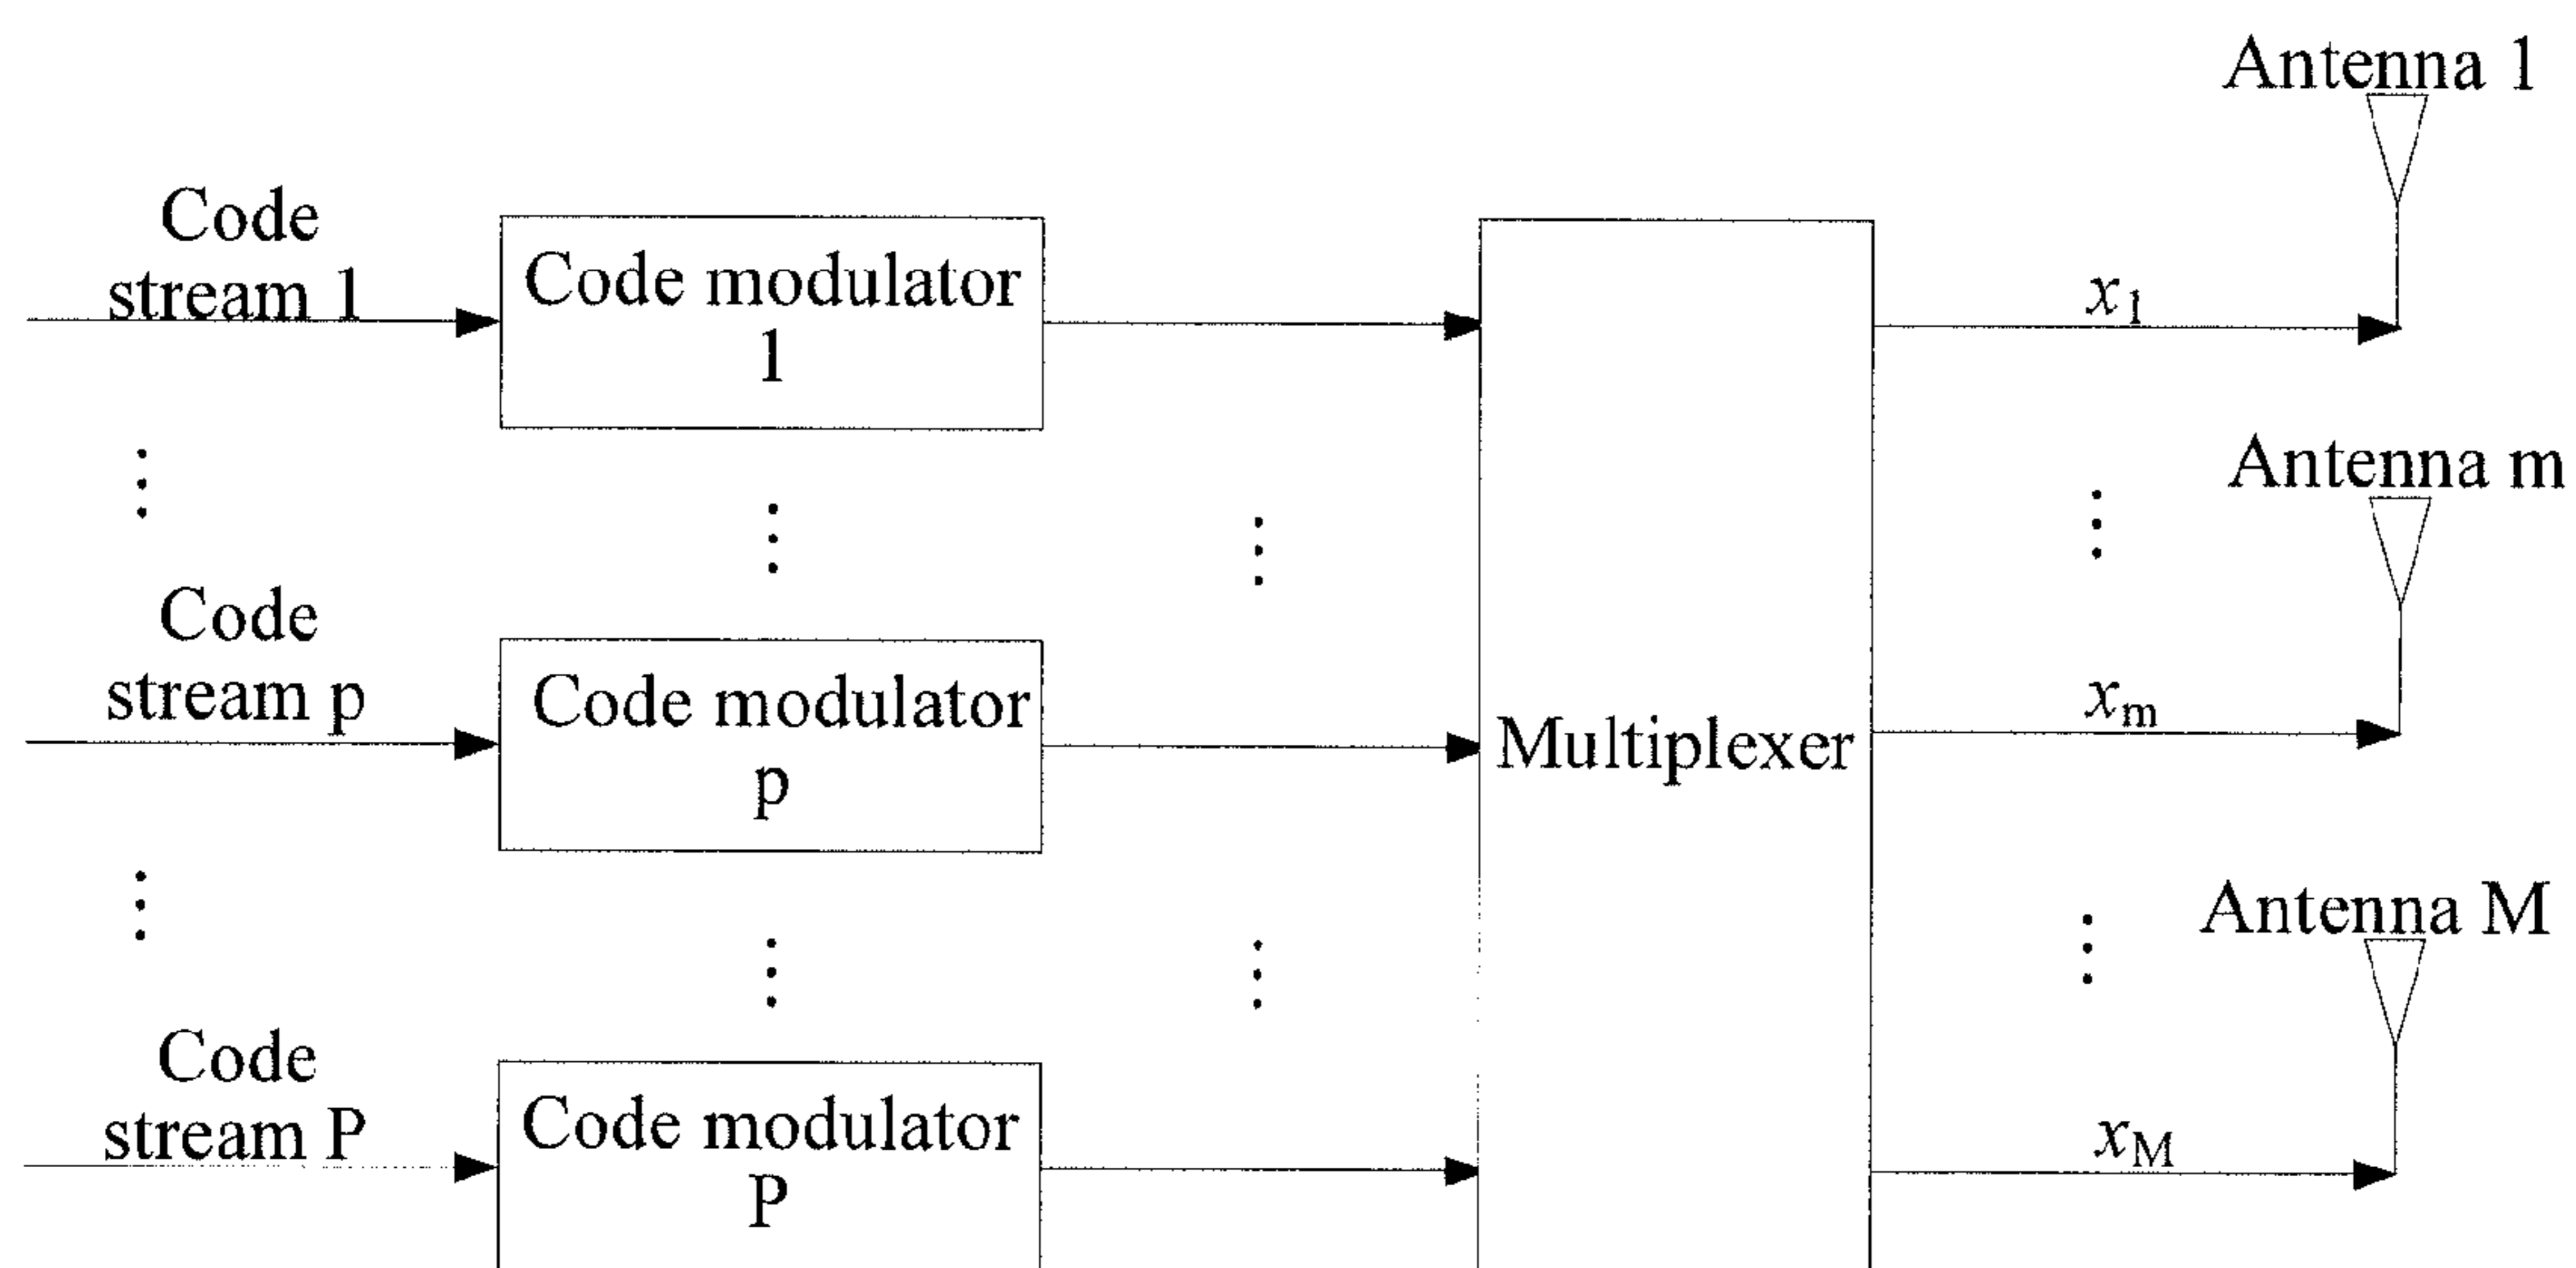 Antenna 1
Code
stream 1
Code modulator
1
x1
Antenna m
Code
stream p
Code modulator
p
Multiplexer
xm
Antenna M
Code
stream P
Code modulator
P
xM